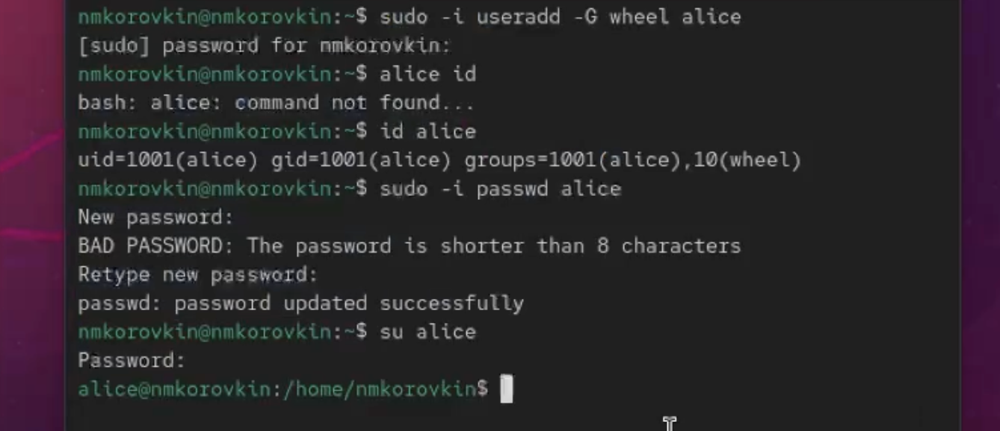 nmkorovkin@nmkorovkin:~$ sudo -i useradd -G wheel alice
[sudo] password for nmkorovkin:
nmkorovkin@nmkorovkin:~$ alice id
bash: alice: command not found...
nmkorovkin@nmkorovkin:~$ id alice
uid=1001(alice) gid=1001(alice) groups=1001(alice),10(wheel)
nmkorovkin@nmkorovkin:~$ sudo -i passwd alice
New password:
BAD PASSWORD: The password is shorter than 8 characters
Retype new password:
passwd: password updated successfully
nmkorovkin@nmkorovkin:~$ su alice
Password:
alice@nmkorovkin:/home/nmkorovkin$